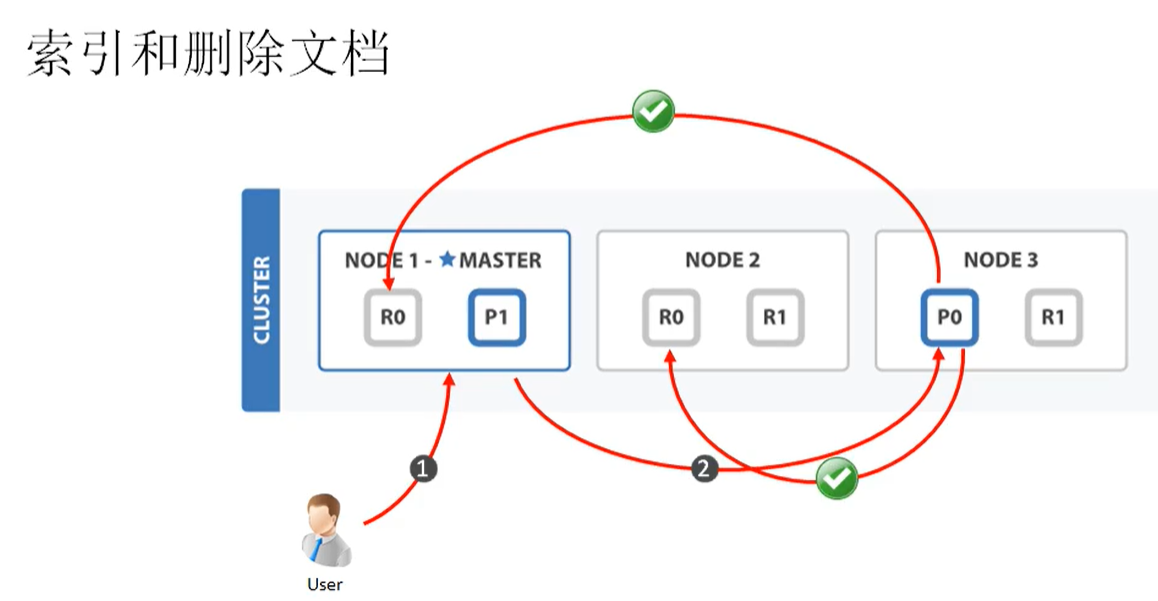 索引和删除文档
CLUSTER
NODE 1 - ★ MASTER
R0
P1
NODE 2
R0
R1
NODE 3
P0
R1
1
2
User